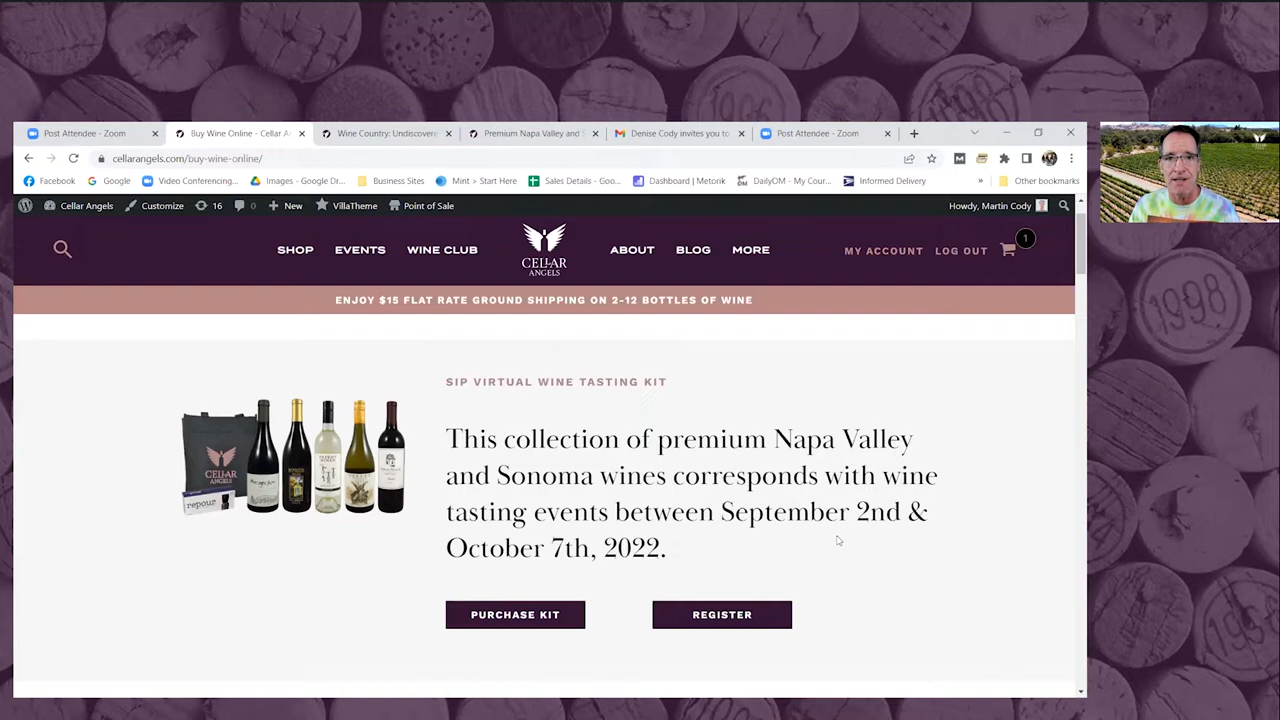 Post Attendee - Zoom
Buy Wine Online - Cellar A
Wine Country: Undiscovere
Premium Napa Valley and S
Denise Cody invites you to
Post Attendee - Zoom
cellarangels.com/buy-wine-online/
Facebook
Google
Video Conferencing...
Images - Google Dr...
Business Sites
Mint > Start Here
Sales Details - Goo...
Dashboard | Metorik
DailyOM - My Cour...
Informed Delivery
Other bookmarks
Cellar Angels
Customize
16
0
New
VillaTheme
Point of Sale
Howdy, Martin Cody
SHOP
EVENTS
WINE CLUB
CELLAR
ANGELS
ABOUT
BLOG
MORE
MY ACCOUNT
LOG OUT
1
ENJOY $15 FLAT RATE GROUND SHIPPING ON 2-12 BOTTLES OF WINE
SIP VIRTUAL WINE TASTING KIT
This collection of premium Napa Valley
and Sonoma wines corresponds with wine
tasting events between September 2nd &
October 7th, 2022.
PURCHASE KIT
REGISTER
CELLAR
ANGELS
repour
1998
1998